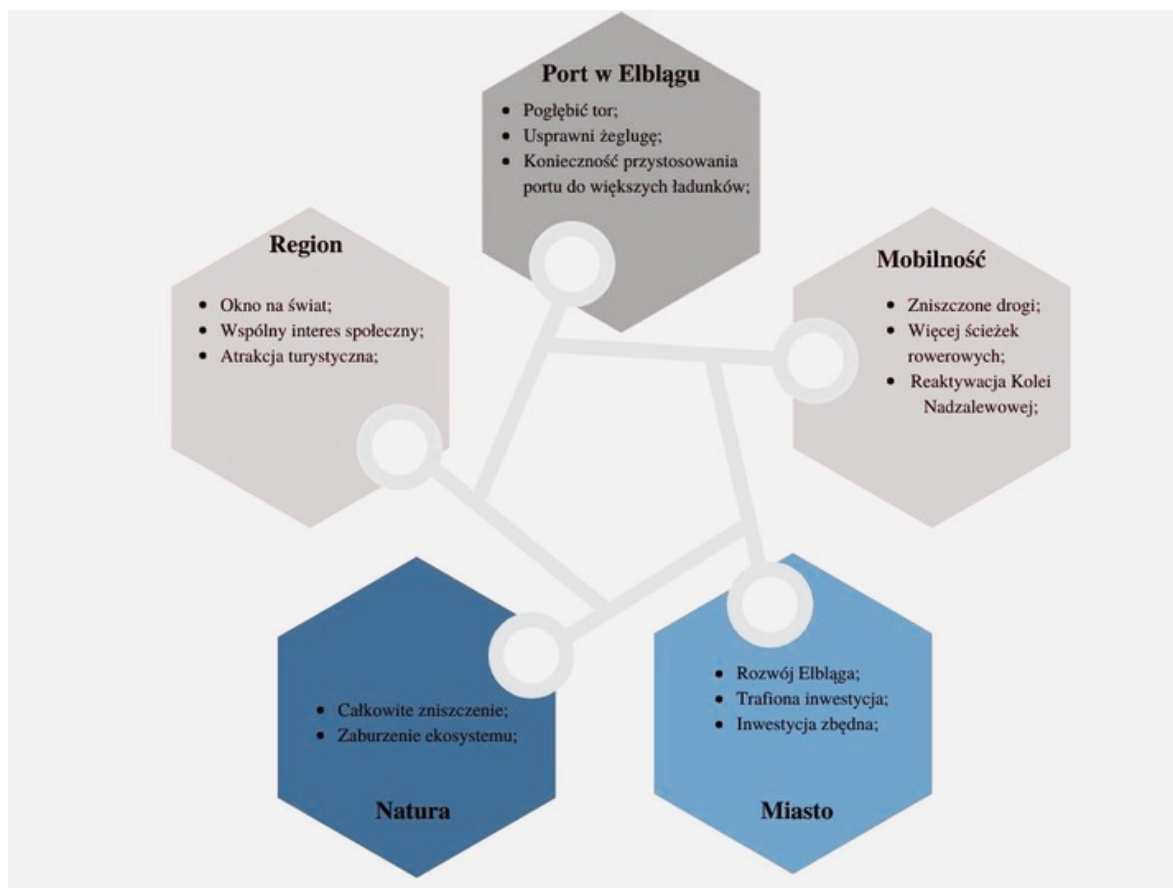 Port w Elblągu
• Pogłębić tor;
• Usprawni żeglugę;
• Konieczność przystosowania
portu do większych ładunków;
Region
• Okno na świat;
• Wspólny interes społeczny;
• Atrakcja turystyczna;
Mobilność
• Zniszczone drogi;
• Więcej ścieżek
rowerowych;
• Reaktywacja Kolei
Nadzalewowej;
• Całkowite zniszczenie;
• Zaburzenie ekosystemu;
Natura
• Rozwój Elbląga;
• Trafiona inwestycja;
• Inwestycja zbędna;
Miasto